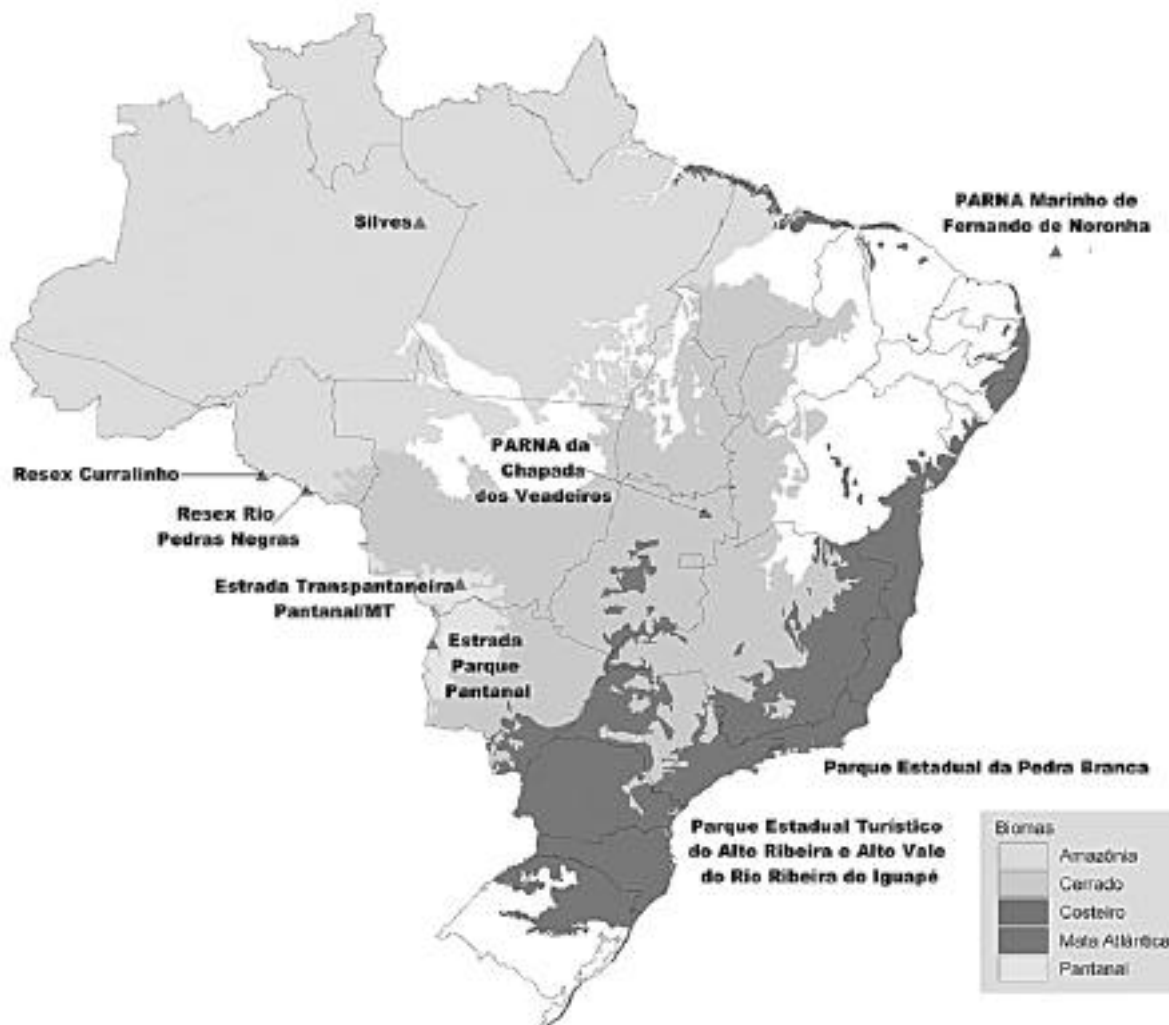 Silves
PARNA Marinho de
Fernando de Noronha
PARNA da
Chapada
dos Veadeiros
Resex Curralinho
Resex Rio
Pedras Negras
Estrada Transpantaneira
Pantanal/MT
Estrada
Parque
Pantanal
Parque Estadual da Pedra Branca
Parque Estadual Turístico
do Alto Ribeira e Alto Vale
do Rio Ribeira do Iguapé
Biomas
Amazônia
Cerrado
Costeiro
Mata Atlântica
Pantanal